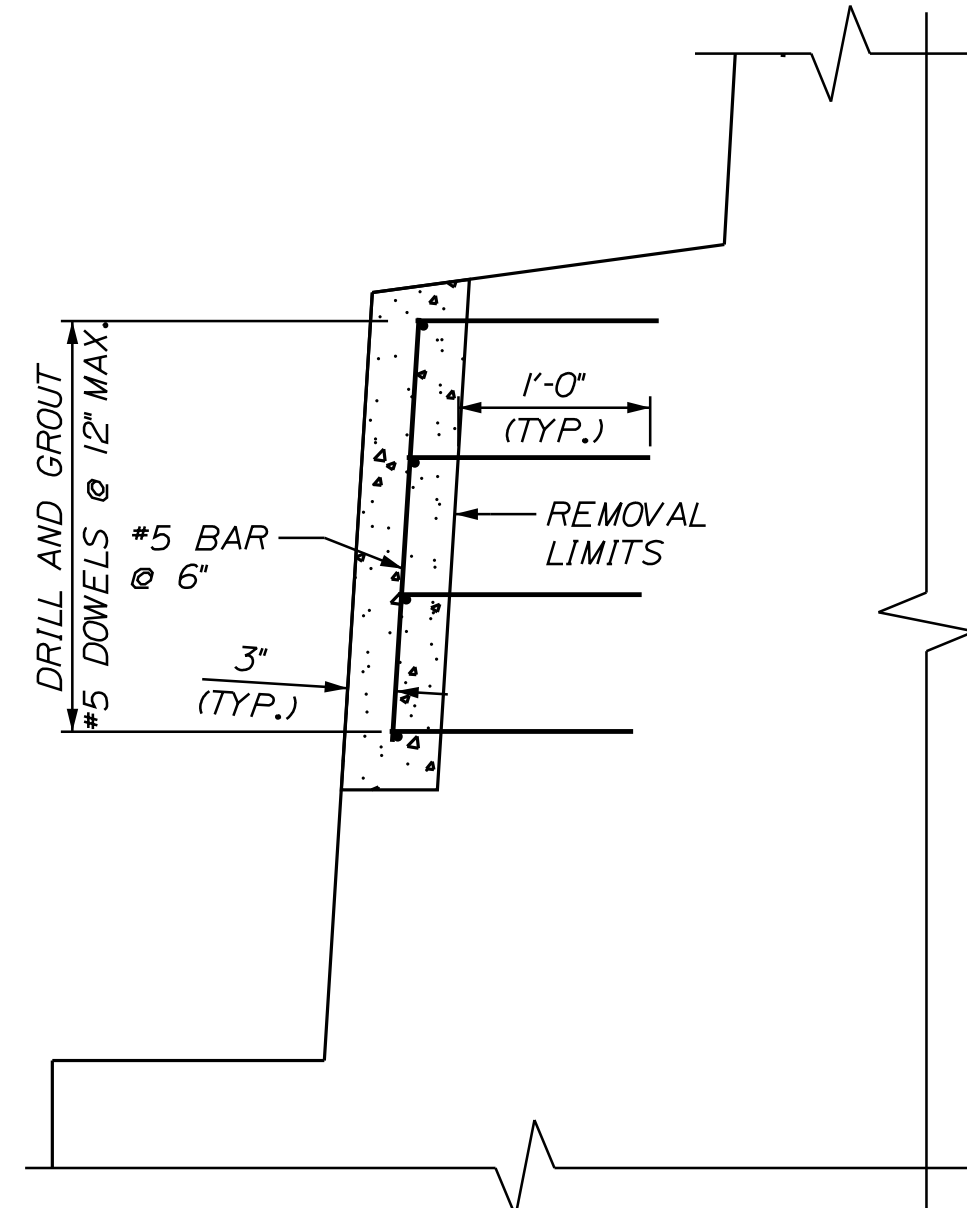 DRILL AND GROUT
#5 DOWELS @ 12" MAX.
1'-0"
(TYP.)
REMOVAL
LIMITS
#5 BAR
@ 6"
3"
(TYP.)